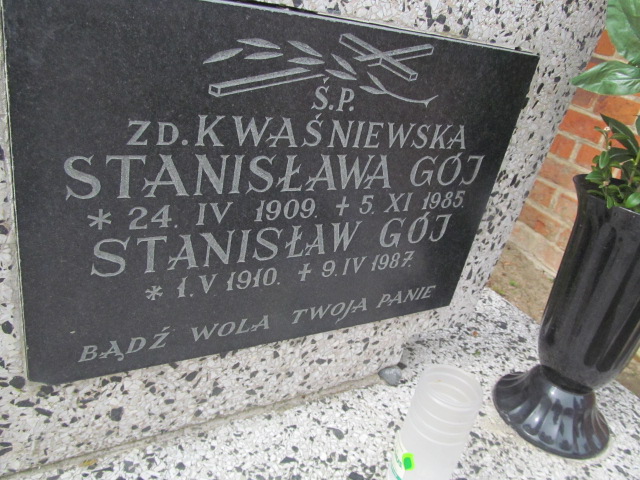 Ś.P.
ZD. KWAŚNIEWSKA
STANISŁAWA GÓJ
* 24. IV 1909. + 5. XI 1985
STANISŁAW GÓJ
* 1. V 1910. + 9. IV 1987.
BĄDŹ WOLA TWOJA PANIE